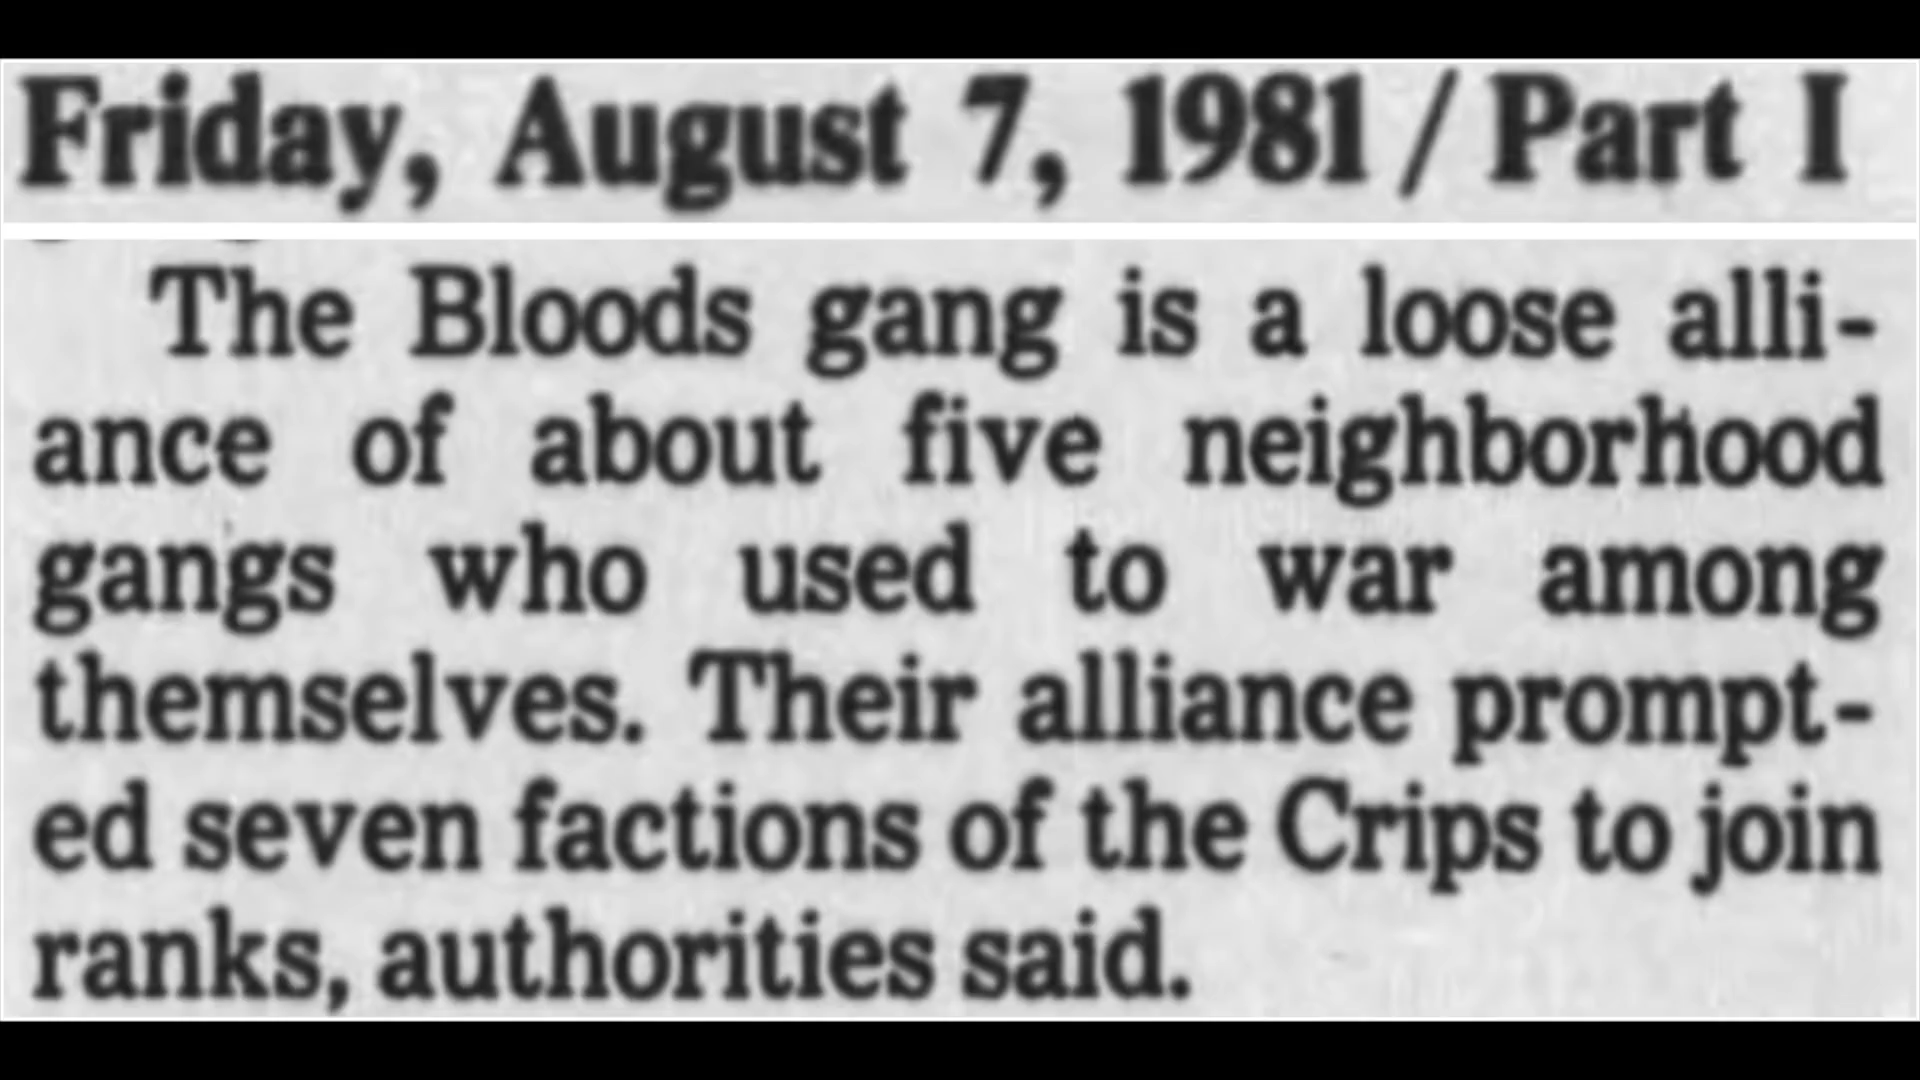 Friday, August 7, 1981 / Part I
The Bloods gang is a loose alli-
ance of about five neighborhood
gangs who used to war among
themselves. Their alliance prompt-
ed seven factions of the Crips to join
ranks, authorities said.